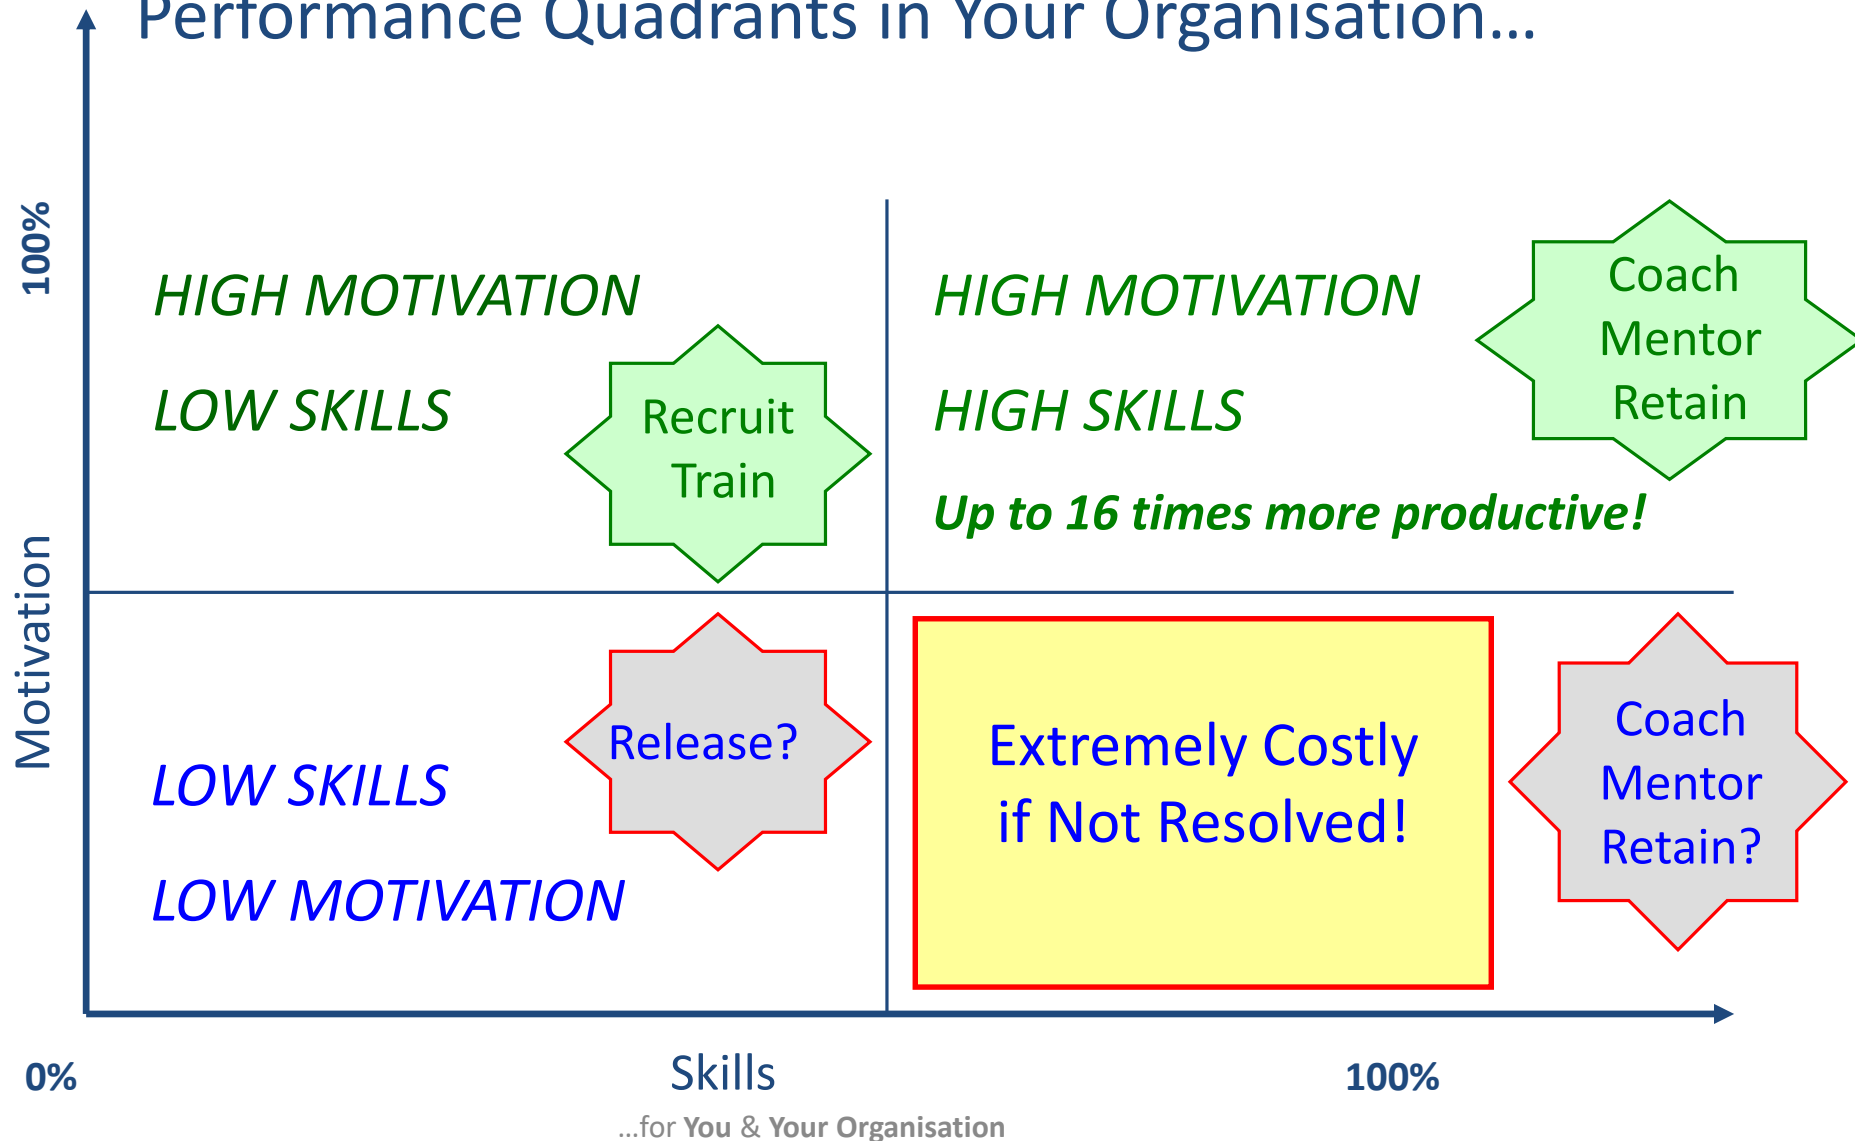 Performance Quadrants in Your Organisation...
100%
Motivation
HIGH MOTIVATION
LOW SKILLS
Recruit
Train
HIGH MOTIVATION
HIGH SKILLS
Up to 16 times more productive!
Coach
Mentor
Retain
LOW SKILLS
LOW MOTIVATION
Release?
Extremely Costly
if Not Resolved!
Coach
Mentor
Retain?
0%
Skills
100%
...for You & Your Organisation